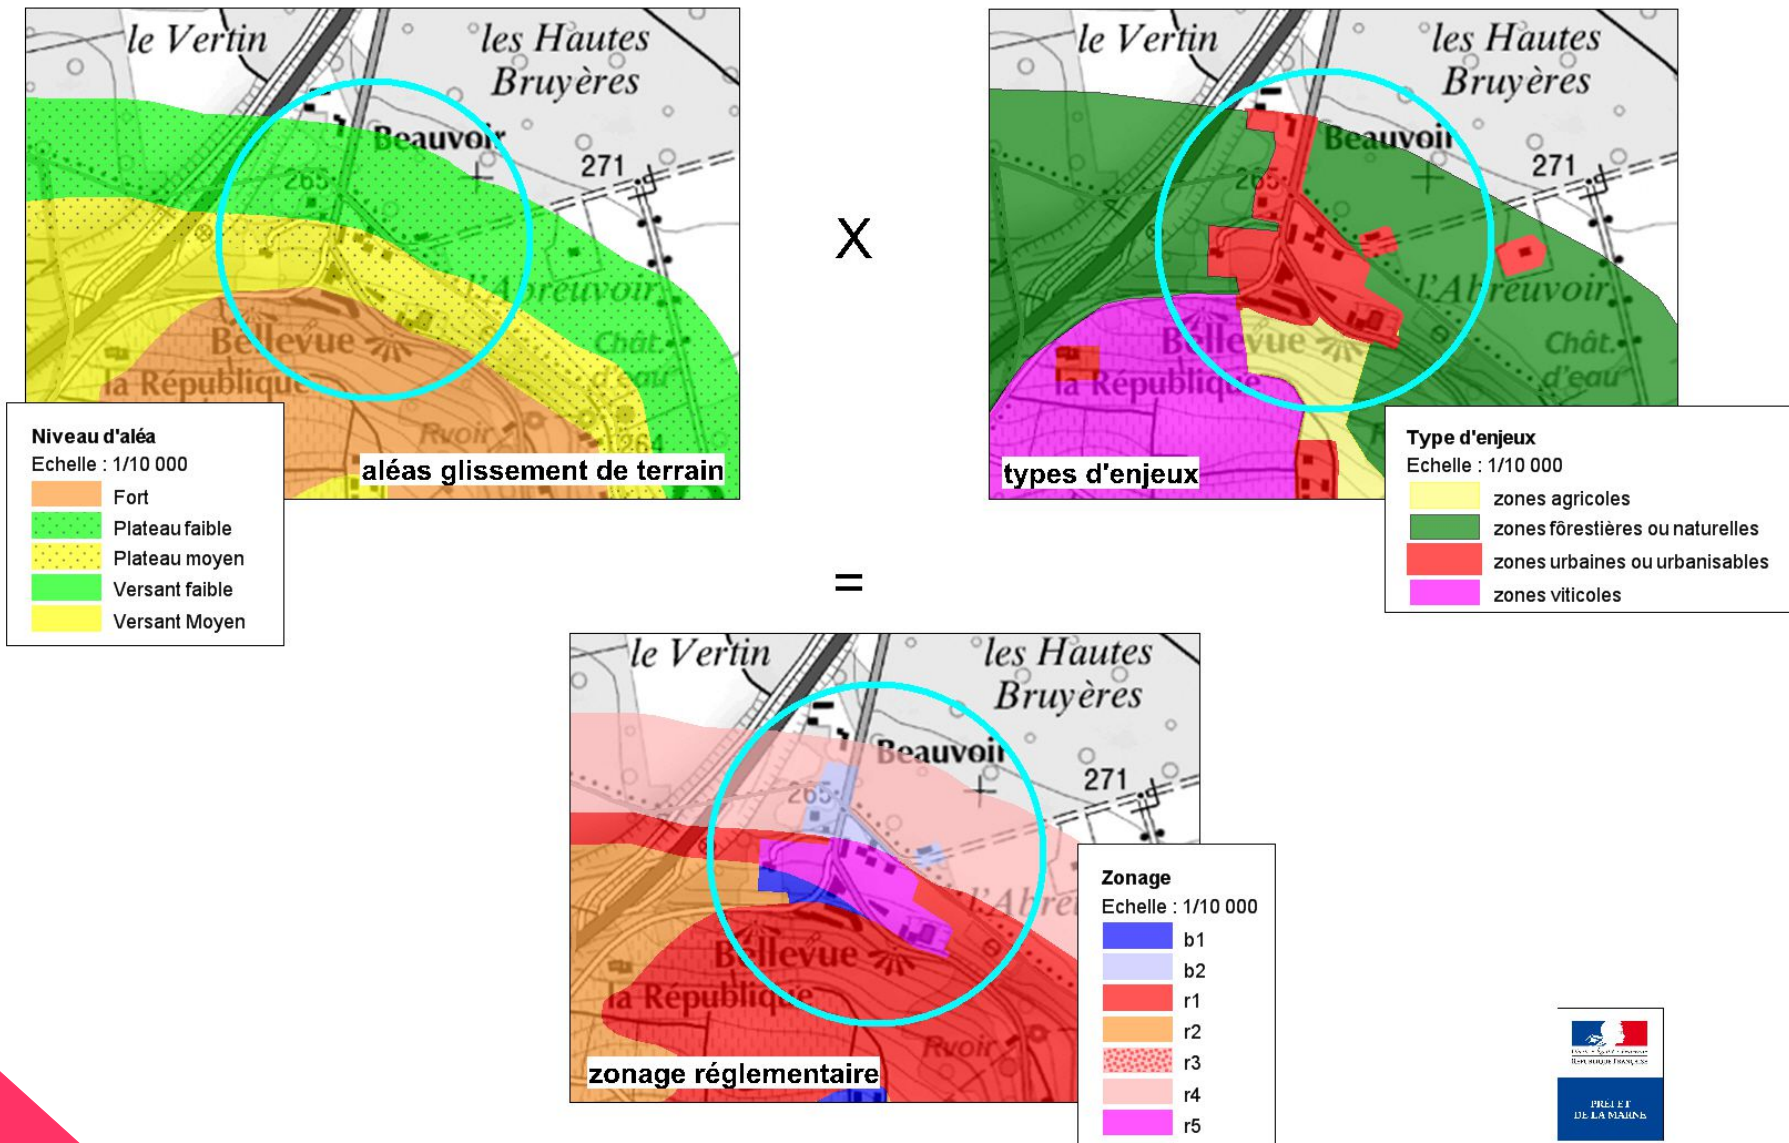 le Vertin
les Hautes
Bruyères
Beauvoir
265
271
l'Abreuvoir
Bellevue
la République
Chât.
d'eau
Rvoir
264
aléas glissement de terrain
Niveau d'aléa
Echelle : 1/10 000
Fort
Plateau faible
Plateau moyen
Versant faible
Versant Moyen
X
le Vertin
les Hautes
Bruyères
Beauvoir
265
271
l'Abreuvoir
Bellevue
la République
Chât.
d'eau
types d'enjeux
Type d'enjeux
Echelle : 1/10 000
zones agricoles
zones fôrestières ou naturelles
zones urbaines ou urbanisables
zones viticoles
=
le Vertin
les Hautes
Bruyères
Beauvoir
265
271
l'Abreu
Bellevue
la République
Rvoir
zonage réglementaire
Zonage
Echelle : 1/10 000
b1
b2
r1
r2
r3
r4
r5
RÉPUBLIQUE FRANÇAISE
PREFET
DE LA MARNE